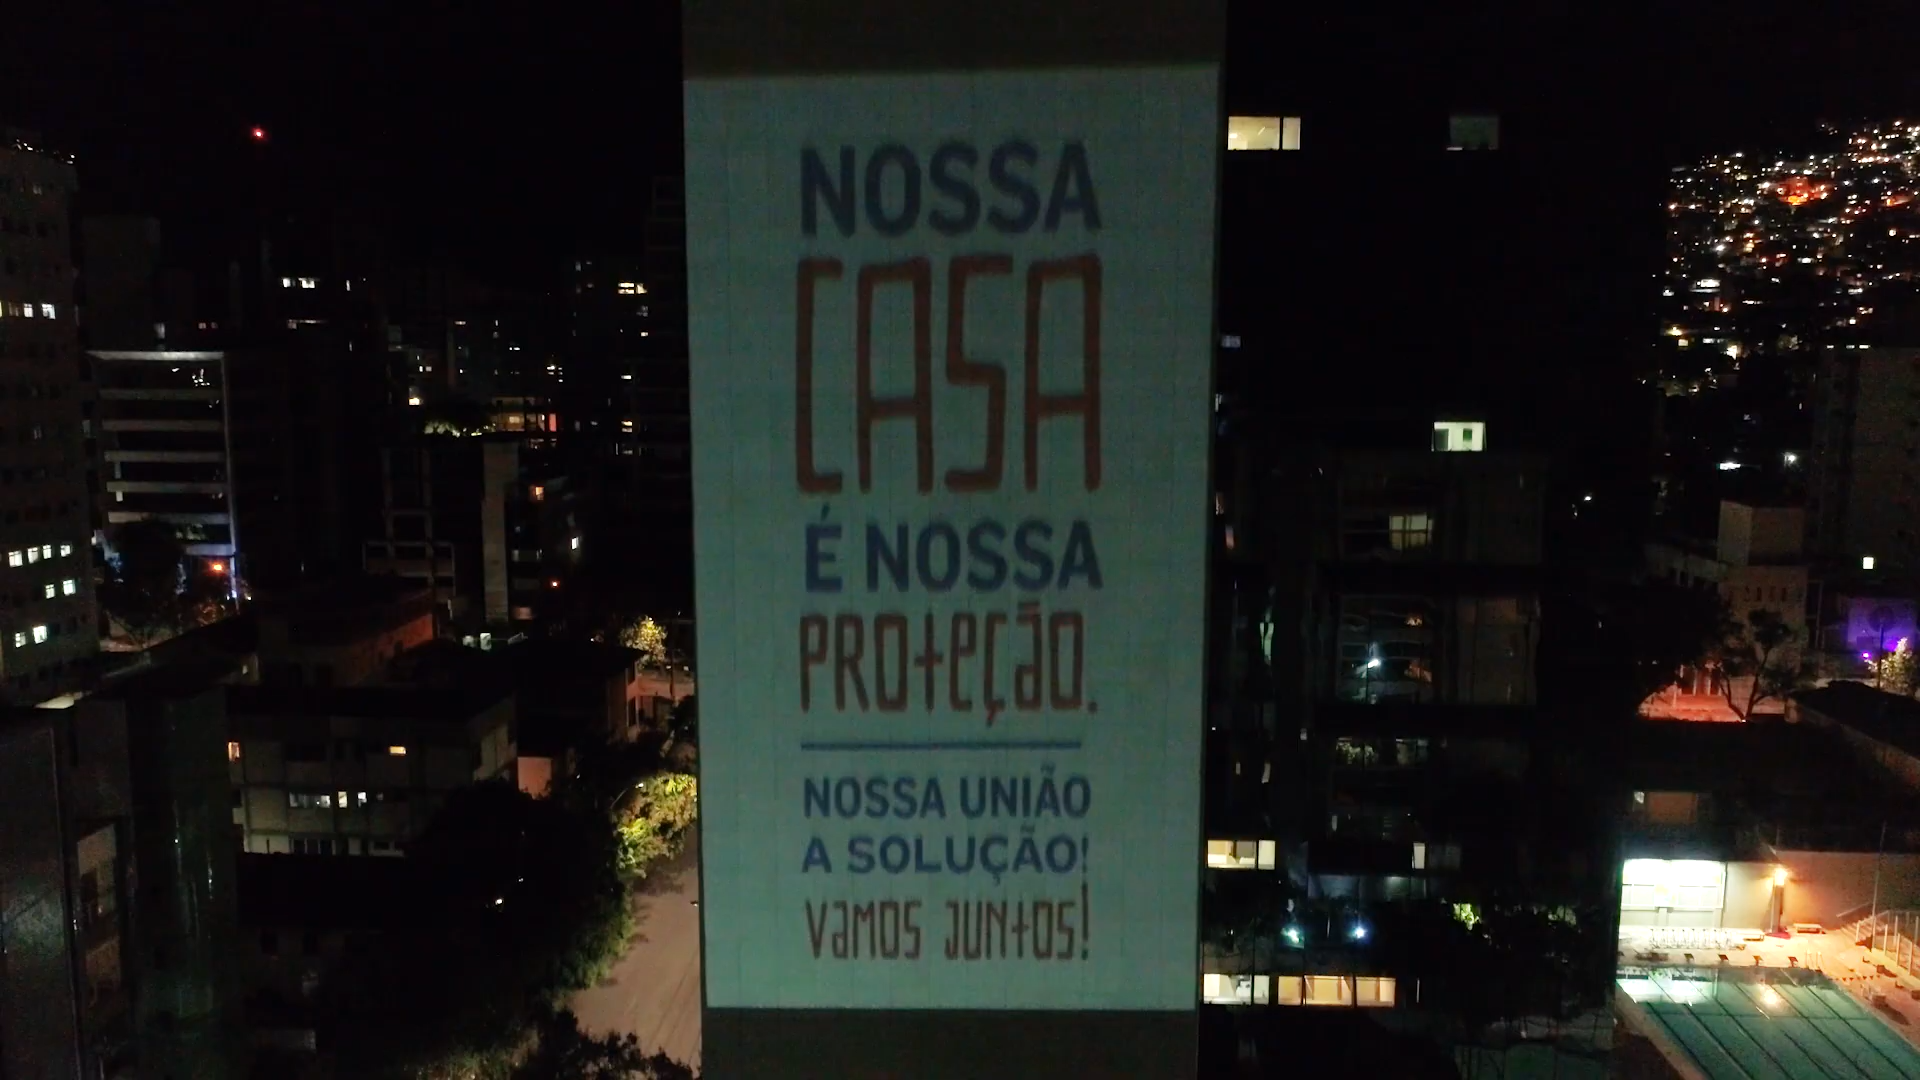 NOSSA
CASA
É NOSSA
PROteÇÃO.
NOSSA UNIÃO
A SOLUÇÃO!
VaMOS JUNtOS!